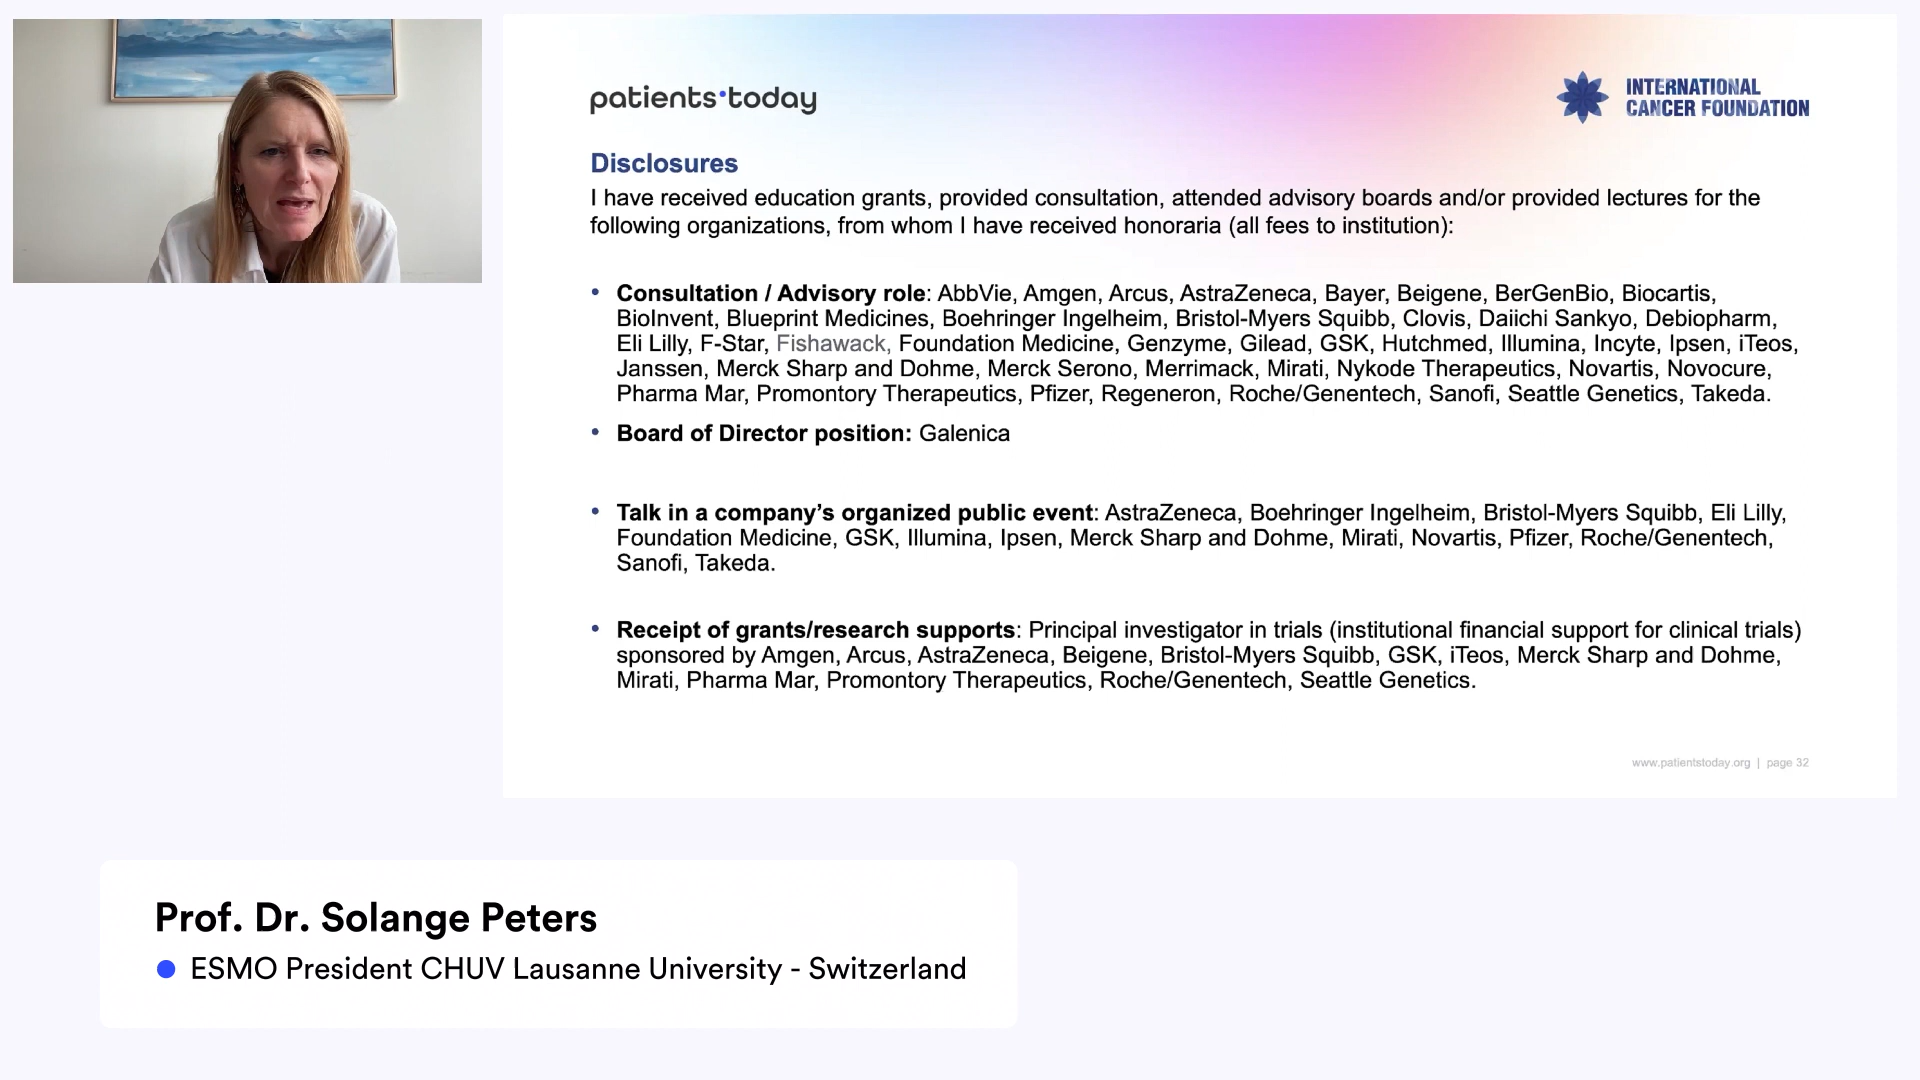 patients•today
INTERNATIONAL
CANCER FOUNDATION
Disclosures
I have received education grants, provided consultation, attended advisory boards and/or provided lectures for the
following organizations, from whom I have received honoraria (all fees to institution):
• Consultation / Advisory role: AbbVie, Amgen, Arcus, AstraZeneca, Bayer, Beigene, BerGenBio, Biocartis,
BioInvent, Blueprint Medicines, Boehringer Ingelheim, Bristol-Myers Squibb, Clovis, Daiichi Sankyo, Debiopharm,
Eli Lilly, F-Star, Fishawack, Foundation Medicine, Genzyme, Gilead, GSK, Hutchmed, Illumina, Incyte, Ipsen, iTeos,
Janssen, Merck Sharp and Dohme, Merck Serono, Merrimack, Mirati, Nykode Therapeutics, Novartis, Novocure,
Pharma Mar, Promontory Therapeutics, Pfizer, Regeneron, Roche/Genentech, Sanofi, Seattle Genetics, Takeda.
• Board of Director position: Galenica
• Talk in a company’s organized public event: AstraZeneca, Boehringer Ingelheim, Bristol-Myers Squibb, Eli Lilly,
Foundation Medicine, GSK, Illumina, Ipsen, Merck Sharp and Dohme, Mirati, Novartis, Pfizer, Roche/Genentech,
Sanofi, Takeda.
• Receipt of grants/research supports: Principal investigator in trials (institutional financial support for clinical trials)
sponsored by Amgen, Arcus, AstraZeneca, Beigene, Bristol-Myers Squibb, GSK, iTeos, Merck Sharp and Dohme,
Mirati, Pharma Mar, Promontory Therapeutics, Roche/Genentech, Seattle Genetics.
www.patientstoday.org | page 32
Prof. Dr. Solange Peters
ESMO President CHUV Lausanne University - Switzerland